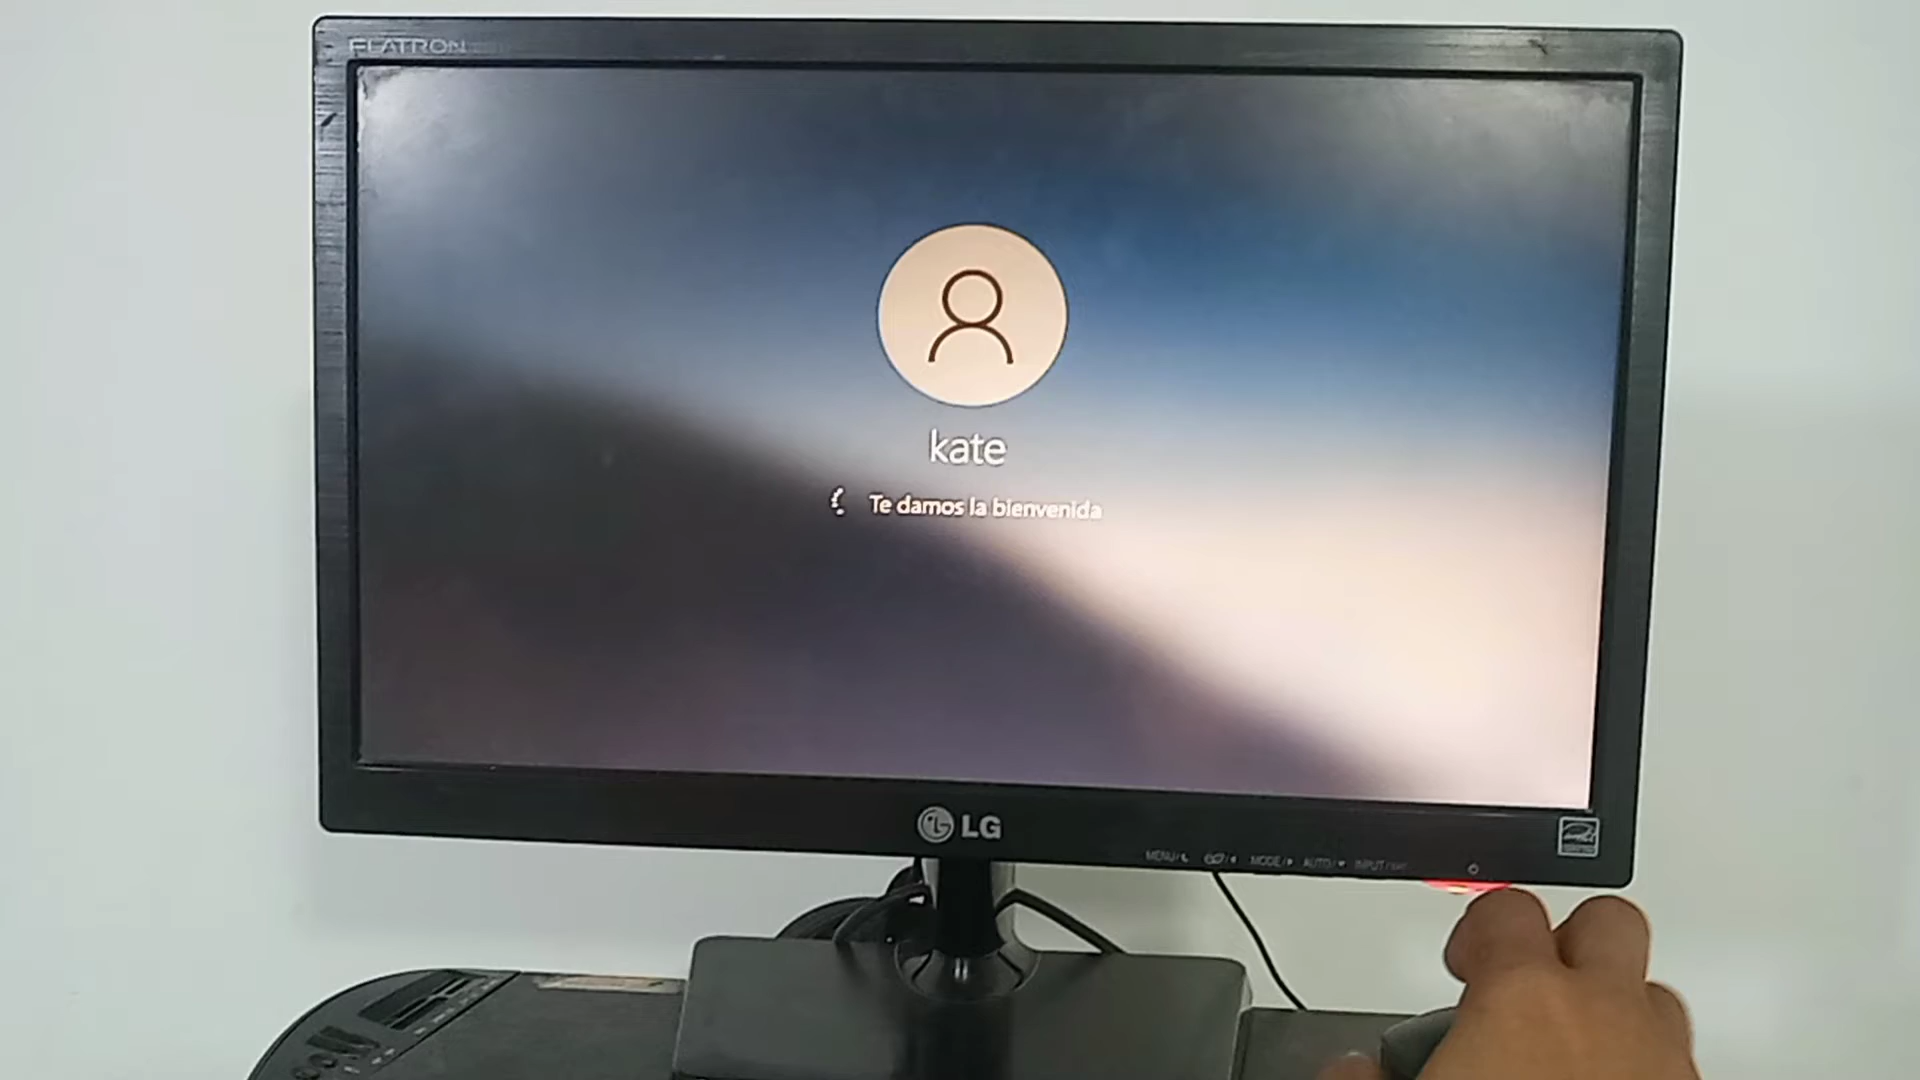 FLATRON
kate
Te damos la bienvenida
LG
MENU/ MODE/ AUTO/ INPUT/